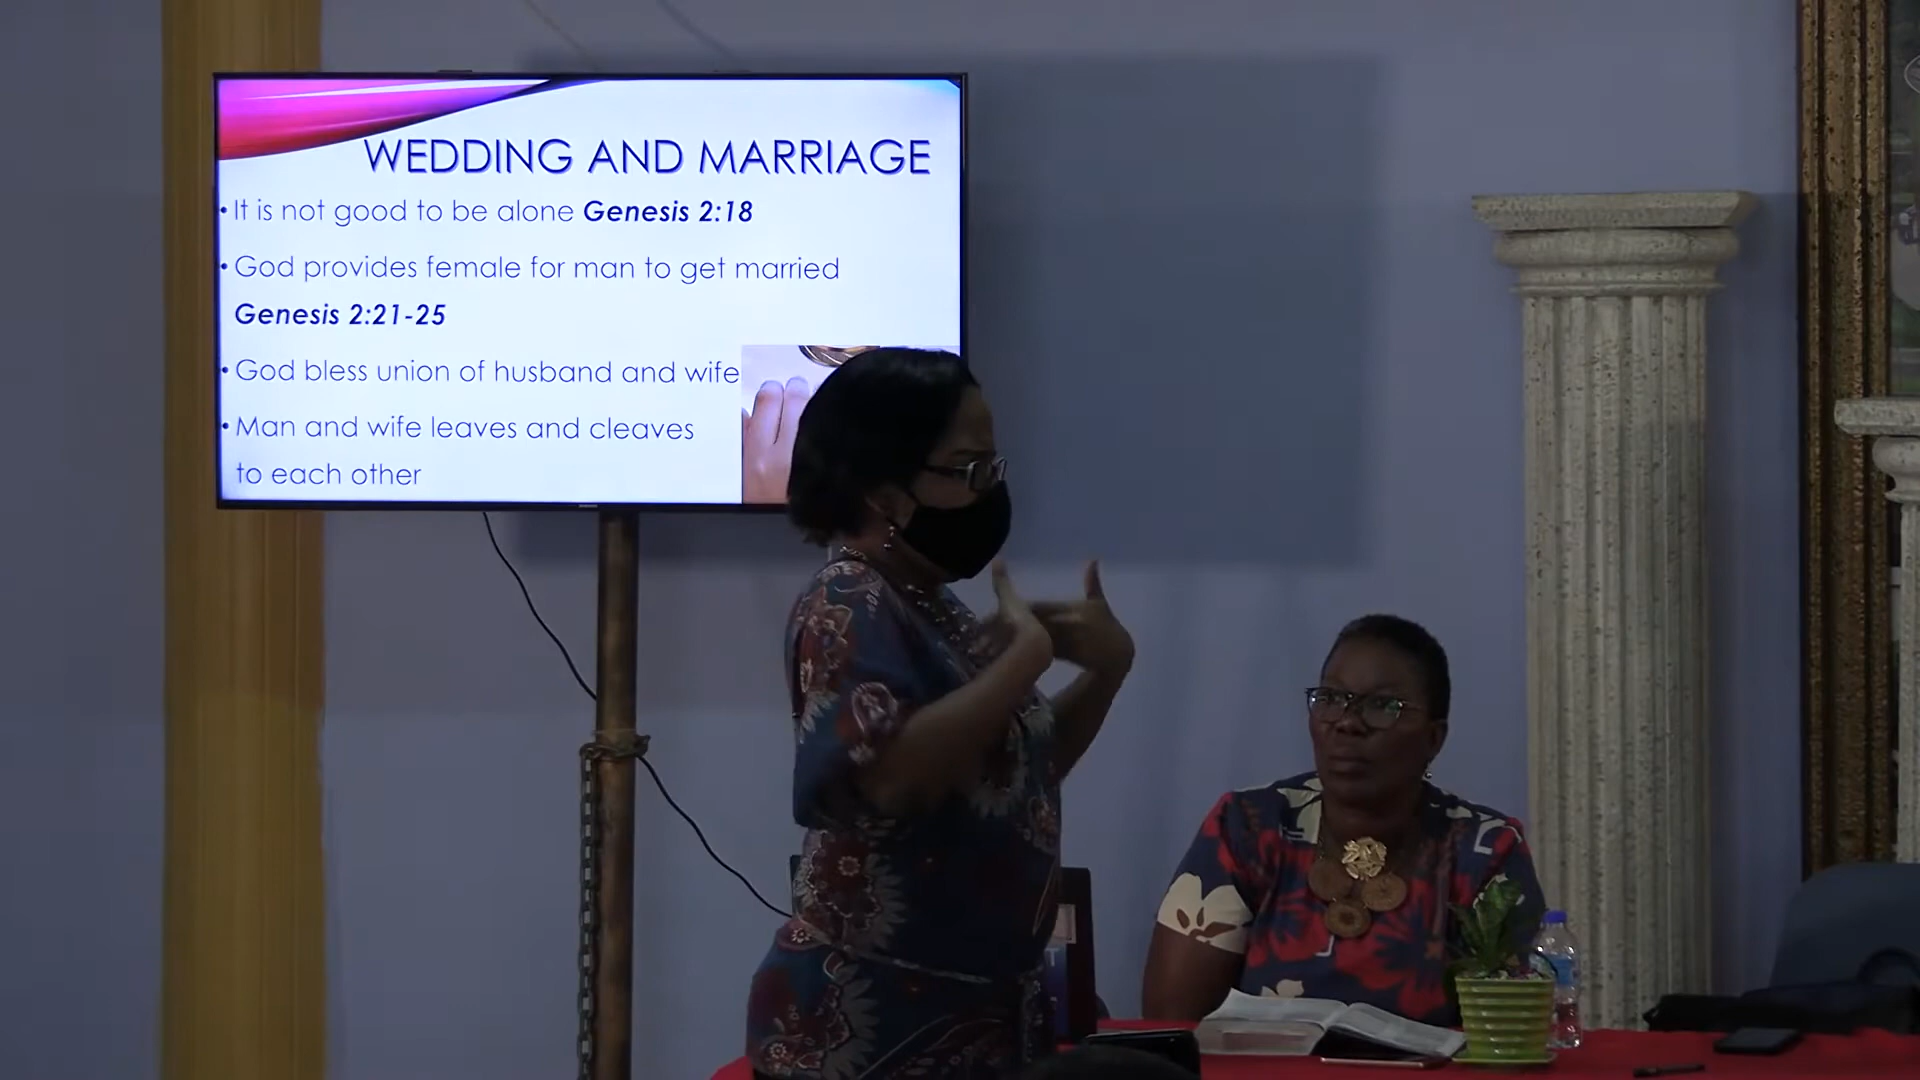 WEDDING AND MARRIAGE
• It is not good to be alone Genesis 2:18
• God provides female for man to get married
Genesis 2:21-25
• God bless union of husband and wife
• Man and wife leaves and cleaves
to each other